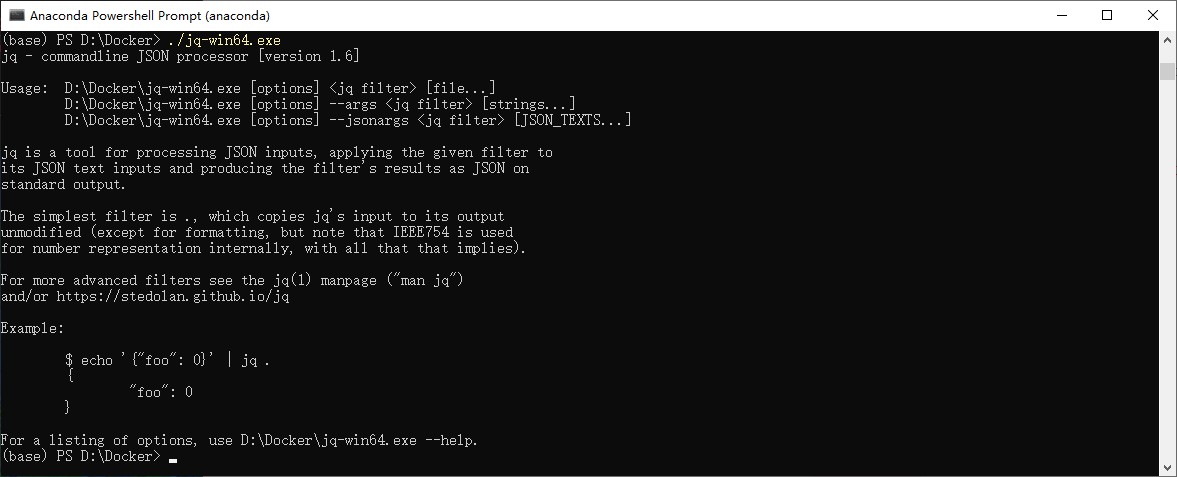 Anaconda Powershell Prompt (anaconda)
(base) PS D:\Docker> ./jq-win64.exe
jq - commandline JSON processor [version 1.6]
Usage:  D:\Docker\jq-win64.exe [options] <jq filter> [file...]
        D:\Docker\jq-win64.exe [options] --args <jq filter> [strings...]
        D:\Docker\jq-win64.exe [options] --jsonargs <jq filter> [JSON_TEXTS...]
jq is a tool for processing JSON inputs, applying the given filter to
its JSON text inputs and producing the filter's results as JSON on
standard output.
The simplest filter is ., which copies jq's input to its output
unmodified (except for formatting, but note that IEEE754 is used
for number representation internally, with all that that implies).
For more advanced filters see the jq(1) manpage ("man jq")
and/or https://stedolan.github.io/jq
Example:
        $ echo '{"foo": 0}' | jq .
        {
                "foo": 0
        }
For a listing of options, use D:\Docker\jq-win64.exe --help.
(base) PS D:\Docker>